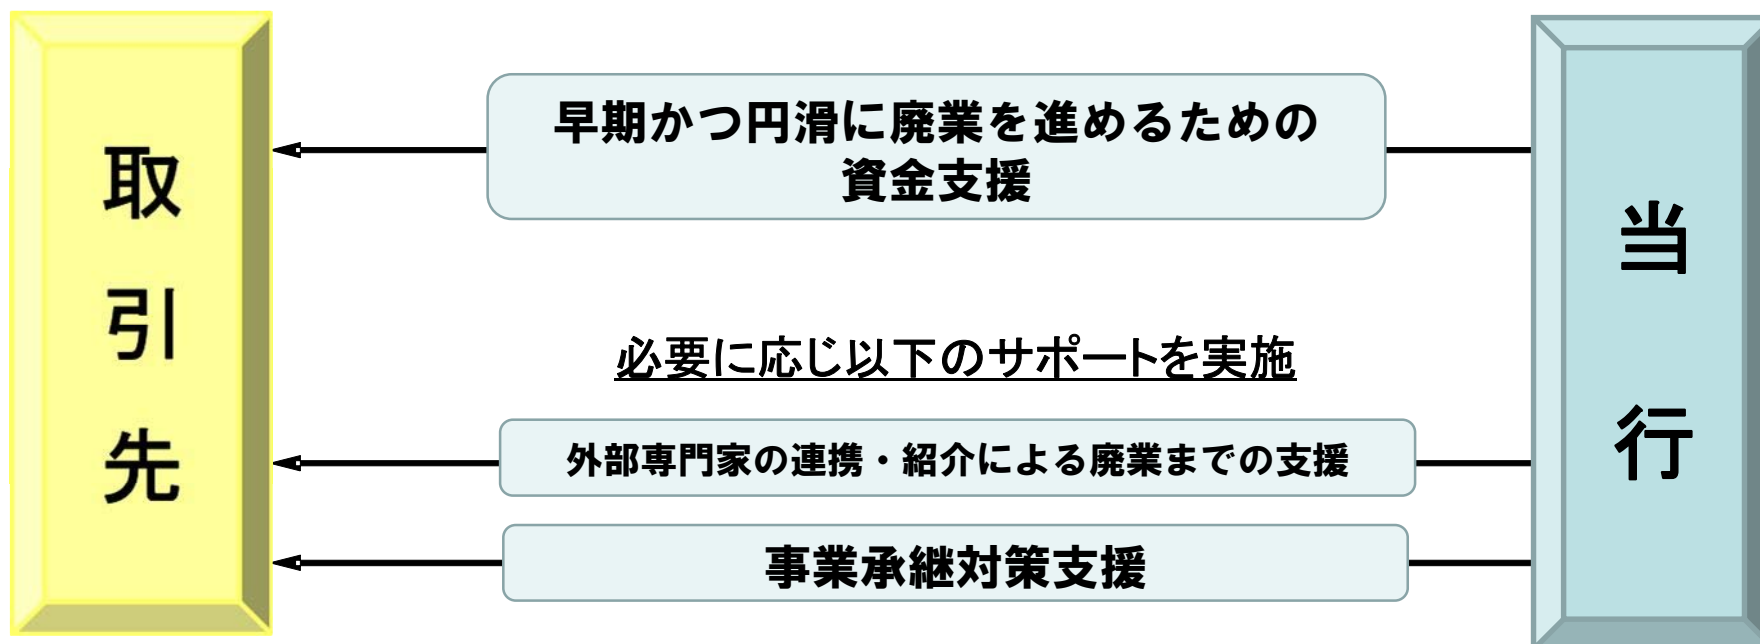 取引先
早期かつ円滑に廃業を進めるための
資金支援
必要に応じ以下のサポートを実施
外部専門家の連携・紹介による廃業までの支援
事業承継対策支援
当行